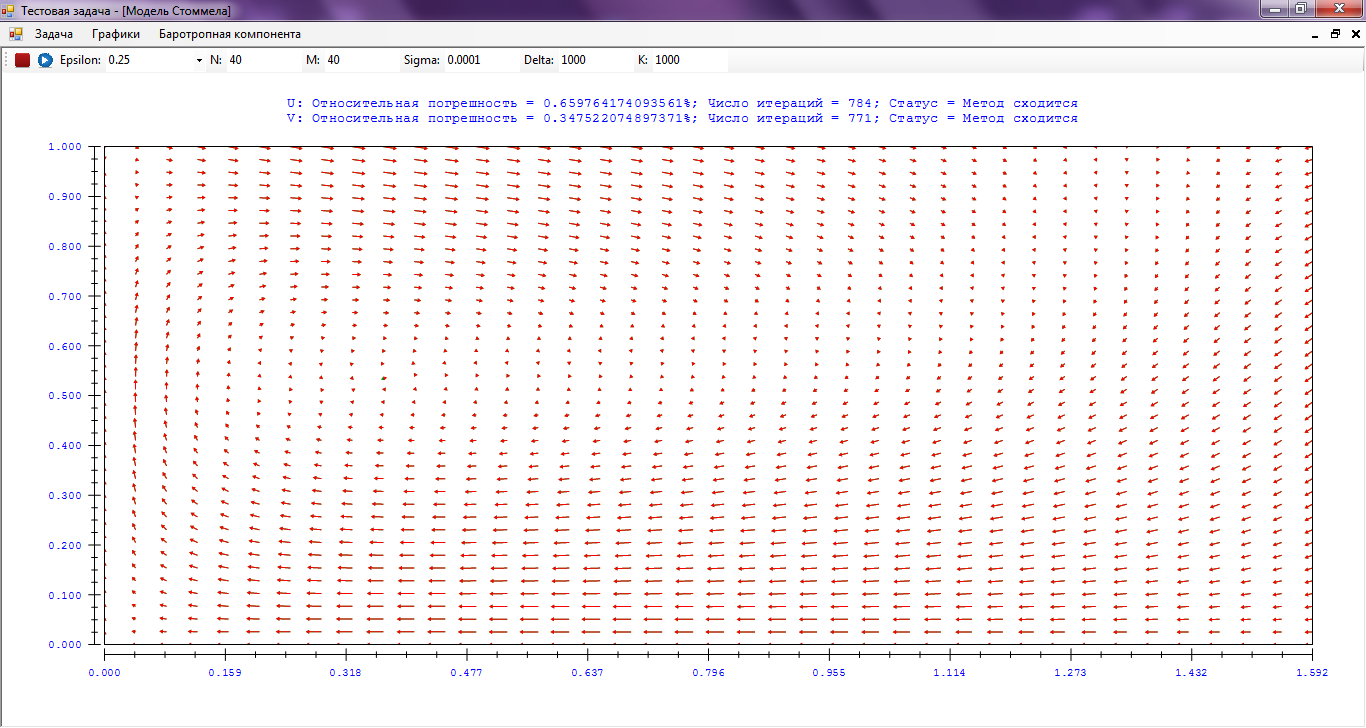 Тестовая задача - [Модель Стоммела]
Задача Графики Баротропная компонента
Epsilon: 0.25 N: 40 M: 40 Sigma: 0.0001 Delta: 1000 K: 1000
U: Относительная погрешность = 0.659764174093561%; Число итераций = 784; Статус = Метод сходится
V: Относительная погрешность = 0.347522074897371%; Число итераций = 771; Статус = Метод сходится
1.000
0.900
0.800
0.700
0.600
0.500
0.400
0.300
0.200
0.100
0.000
0.000 0.159 0.318 0.477 0.637 0.796 0.955 1.114 1.273 1.432 1.592